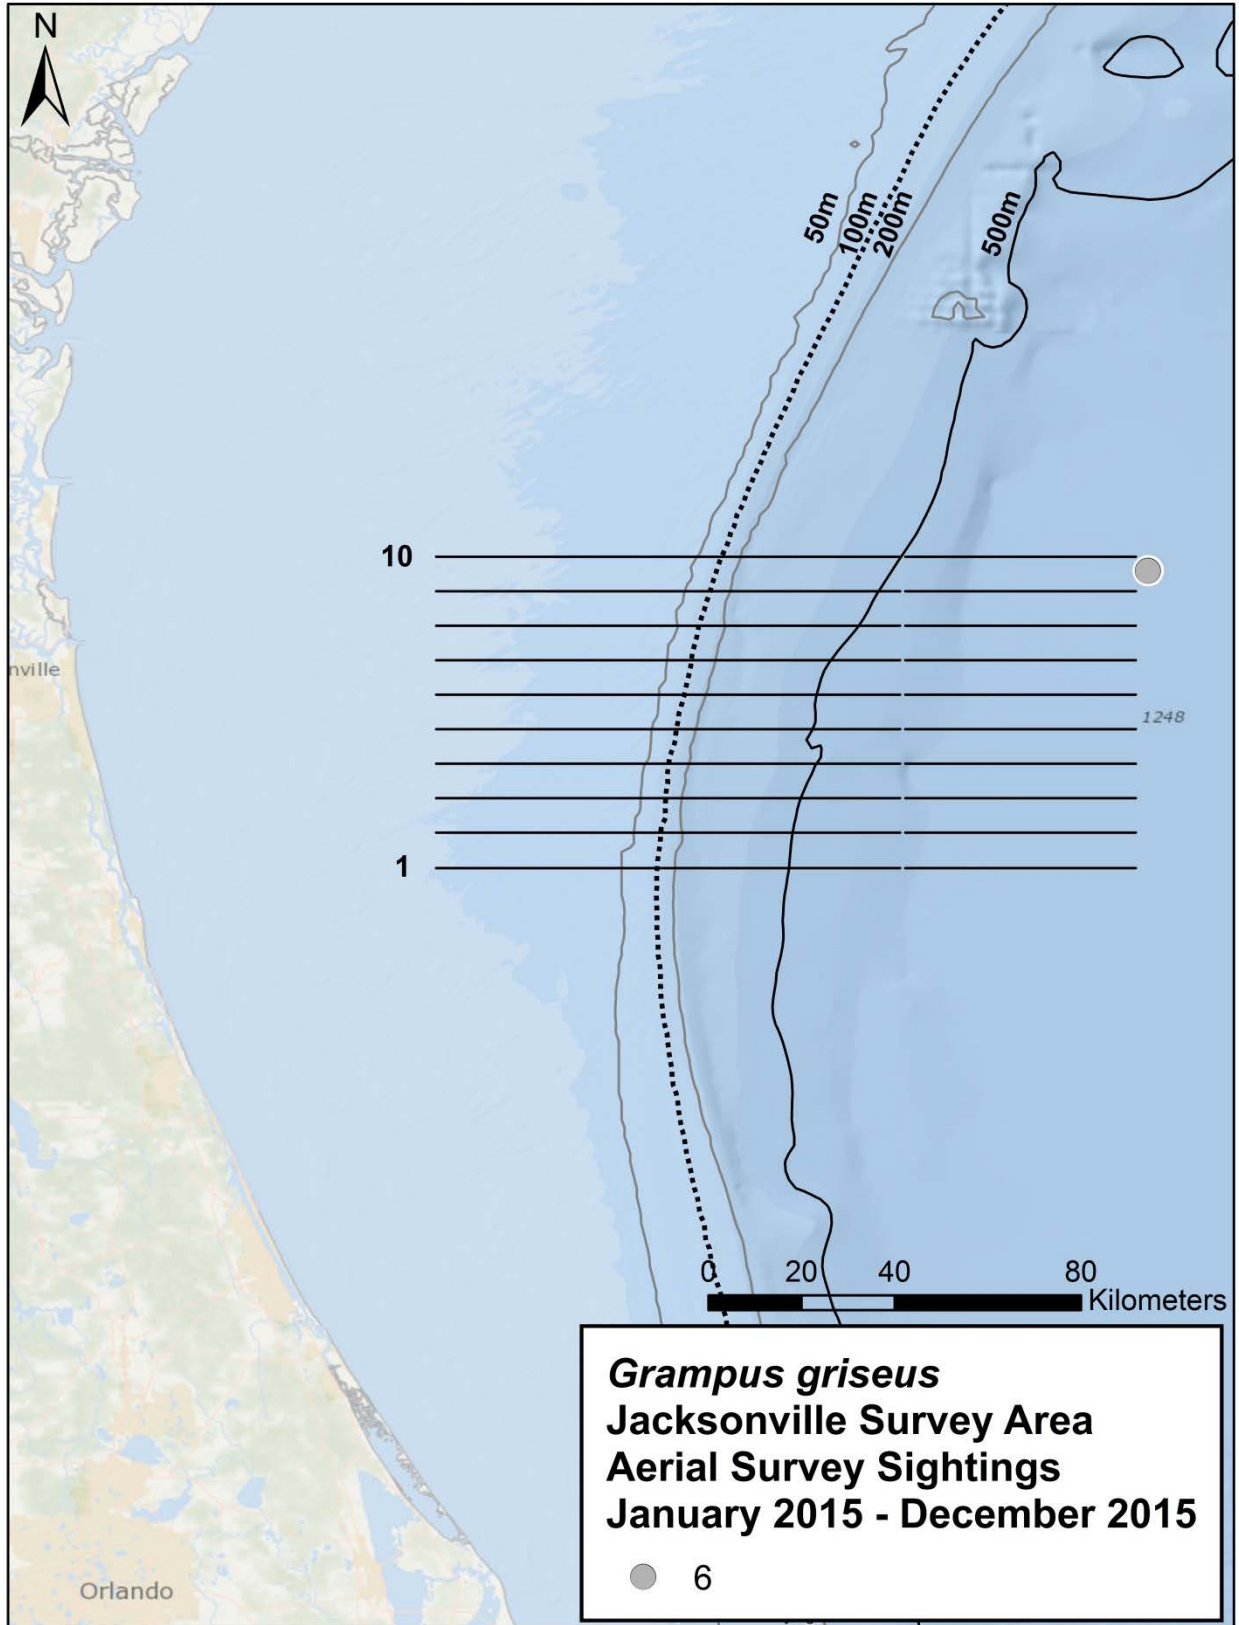 N
50m
100m
200m
500m
10
nville
1248
1
0 20 40 80
Kilometers
Grampus griseus
Jacksonville Survey Area
Aerial Survey Sightings
January 2015 - December 2015
6
Orlando